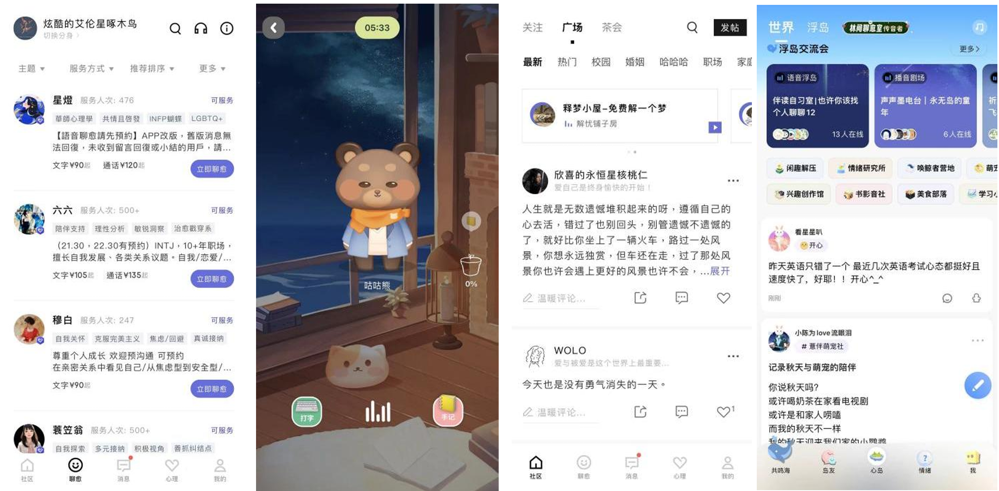 炫酷的艾伦星啄木鸟
切换分身
主题
服务方式
推荐排序
更多
星燈 服务人次: 476 可服务
華師心理學 共情且啓發 INFP蝴蝶 LGBTQ+
【語音聊愈請先預約】APP改版，舊版消息無
法回復，未收到留言回復或小結的用戶，請...
文字¥90起 通话¥120起 立即聊愈
六六 服务人次: 500+ 可服务
陪伴支持 理性分析 敏锐洞察 治愈戳穿系
（21.30，22.30有预约）INTJ，10+年职场，
擅长自我发展、各类关系议题。自我/恋爱/...
文字¥105起 通话¥135起 立即聊愈
穆白 服务人次: 247 可服务
自我关怀 克服完美主义 焦虑/回避 真诚接纳
尊重个人成长 欢迎预沟通 可预约
在亲密关系中看见自己/从焦虑型到安全型/...
文字¥90起 立即聊愈
蓑笠翁 服务人次: 500+ 可服务
自我探索 多元接纳 积极视角 善抓纠结点
社区 聊愈 消息 心理 我的
05:33
咕咕熊
0%
打字
手记
关注 广场 茶会 发帖
最新 热门 校园 婚姻 哈哈哈 职场 家庭
释梦小屋–免费解一个梦
解忧铺子房
欣喜的永恒星核桃仁
爱自己是终身愉快的开始！
人生就是无数遗憾堆积起来的呀，遵循自己的
心去活，错过了也别回头，别管遗憾不遗憾的
了，就好比你坐上了一辆火车，路过一处风
景，你想永远独赏，但车还在走，过了那处风
景你也许会遇上更好的风景也许不会，...展开
温暖评论...
WOLO
爱与被爱是这个世界上最重要...
今天也是没有勇气消失的一天。
温暖评论... 1
社区 聊愈 消息 心理 我的
世界 浮岛 林间聊愈室传音者
浮岛交流会 更多
语音浮岛
伴读自习室|也许你该找
个人聊聊12
13人在线
播音剧场
声声墨电台｜永无岛的童
年
6人在线
祈
飞
闲趣解压 情绪研究所 唤鲸者营地 萌宠
兴趣创作馆 书影音社 美食部落 学习小
看星星叭
开心
昨天英语只错了一个 最近几次英语考试心态都挺好且
速度快了，好耶！！开心^_^
刚刚
小陈为love流眼泪
# 薏伴萌宠社
记录秋天与萌宠的陪伴
你说秋天吗?
或许喝奶茶在家看电视剧
或许是和家人唠嗑
而我的秋天不一样
我的秋天迎来我们家的小鹦鹉
共鸣海 岛友 心岛 情绪 我